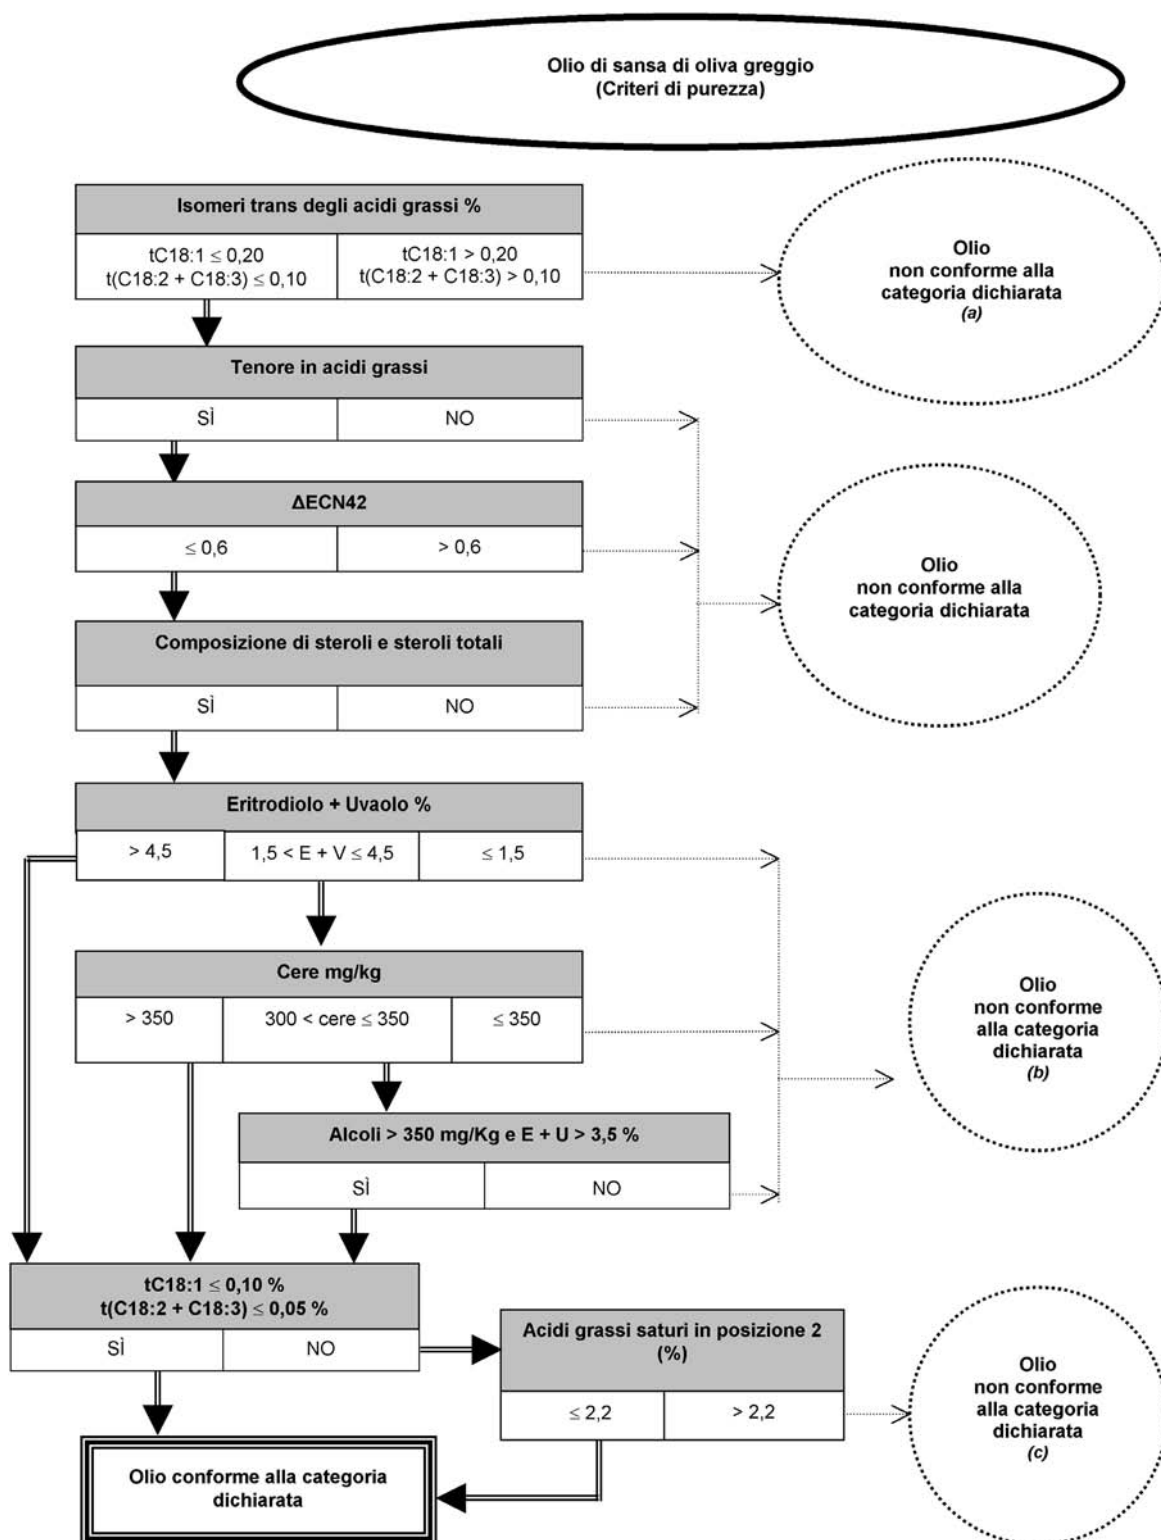 Olio di sansa di oliva greggio
(Criteri di purezza)
Isomeri trans degli acidi grassi %
tC18:1 ≤ 0,20
t(C18:2 + C18:3) ≤ 0,10
tC18:1 > 0,20
t(C18:2 + C18:3) > 0,10
Olio
non conforme alla
categoria dichiarata
(a)
Tenore in acidi grassi
SÌ
NO
ΔECN42
≤ 0,6
> 0,6
Olio
non conforme alla
categoria dichiarata
Composizione di steroli e steroli totali
SÌ
NO
Eritrodiolo + Uvaolo %
> 4,5
1,5 < E + V ≤ 4,5
≤ 1,5
Cere mg/kg
> 350
300 < cere ≤ 350
≤ 350
Olio
non conforme
alla categoria
dichiarata
(b)
Alcoli > 350 mg/Kg e E + U > 3,5 %
SÌ
NO
tC18:1 ≤ 0,10 %
t(C18:2 + C18:3) ≤ 0,05 %
SÌ
NO
Acidi grassi saturi in posizione 2
(%)
≤ 2,2
> 2,2
Olio
non conforme
alla categoria
dichiarata
(c)
Olio conforme alla categoria
dichiarata